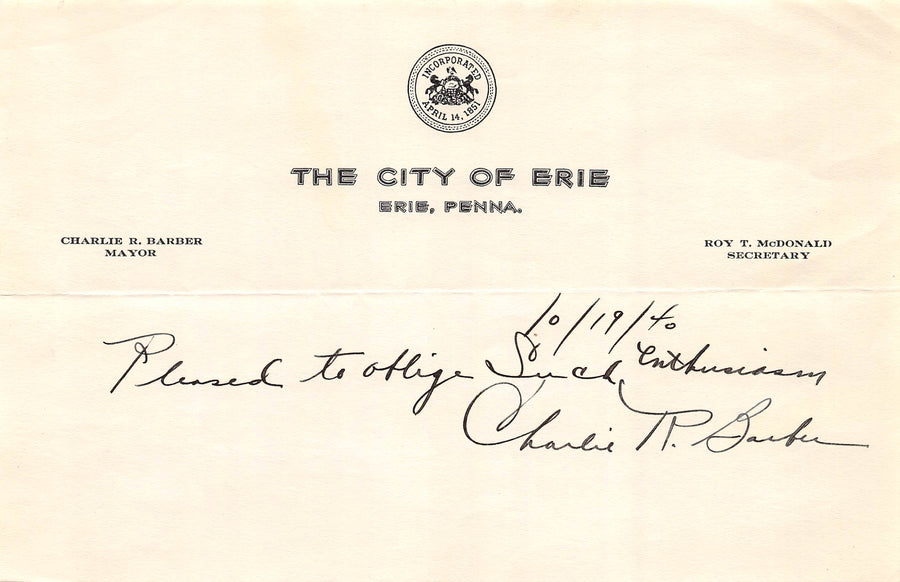 INCORPORATED
APRIL 14, 1851
THE CITY OF ERIE
ERIE, PENNA.
CHARLIE R. BARBER
MAYOR
ROY T. McDONALD
SECRETARY
10/19/40
Pleased to oblige Such Enthusiasm
Charlie R. Barber